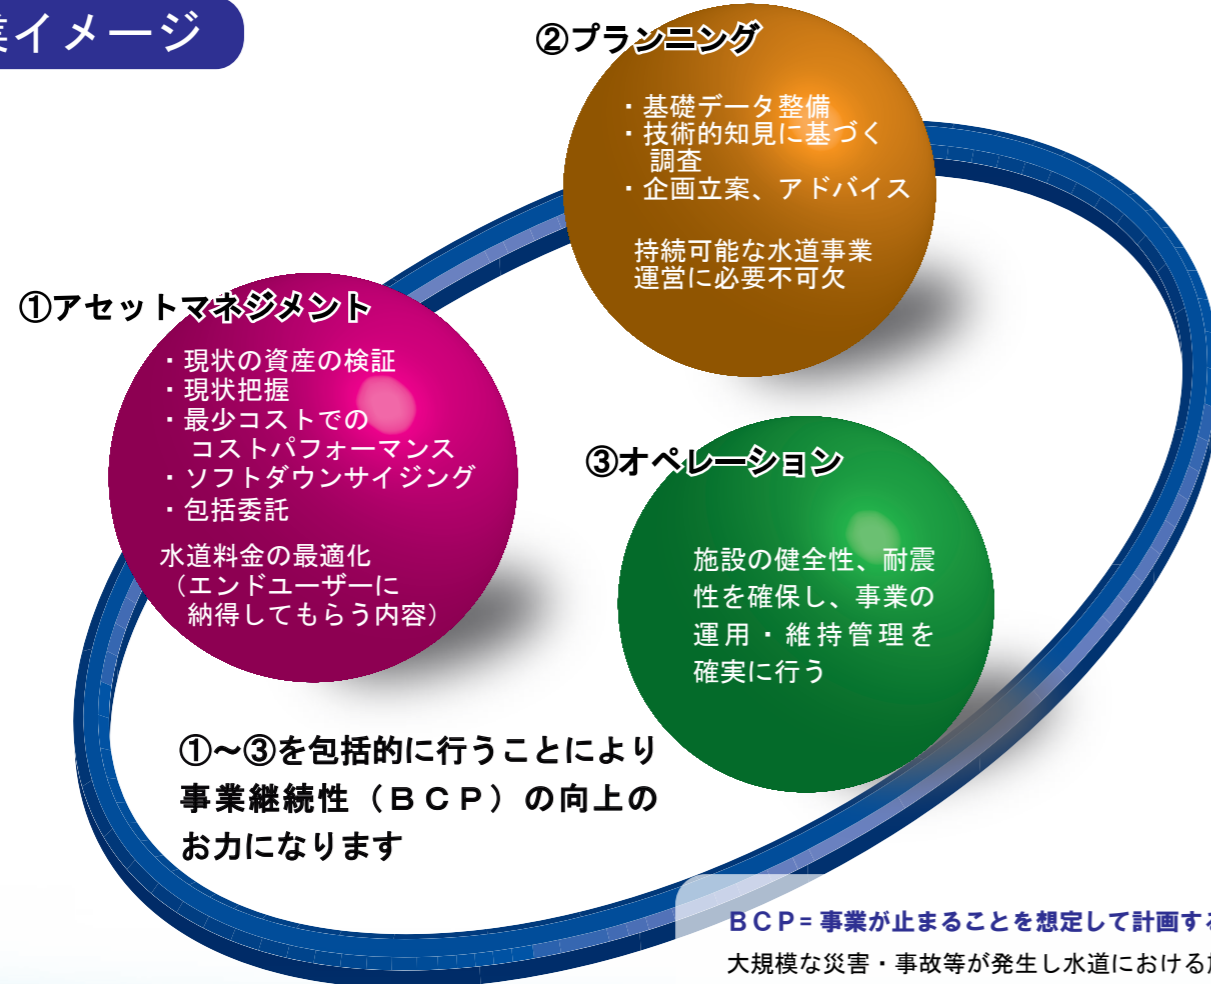 業イメージ
②プランニング
・基礎データ整備
・技術的知見に基づく
調査
・企画立案、アドバイス
持続可能な水道事業
運営に必要不可欠
①アセットマネジメント
・現状の資産の検証
・現状把握
・最少コストでの
コストパフォーマンス
・ソフトダウンサイジング
・包括委託
水道料金の最適化
（エンドユーザーに
納得してもらう内容）
③オペレーション
施設の健全性、耐震
性を確保し、事業の
運用・維持管理を
確実に行う
①〜③を包括的に行うことにより
事業継続性（ＢＣＰ）の向上の
お力になります
ＢＣＰ= 事業が止まることを想定して計画する
大規模な災害・事故等が発生し水道における